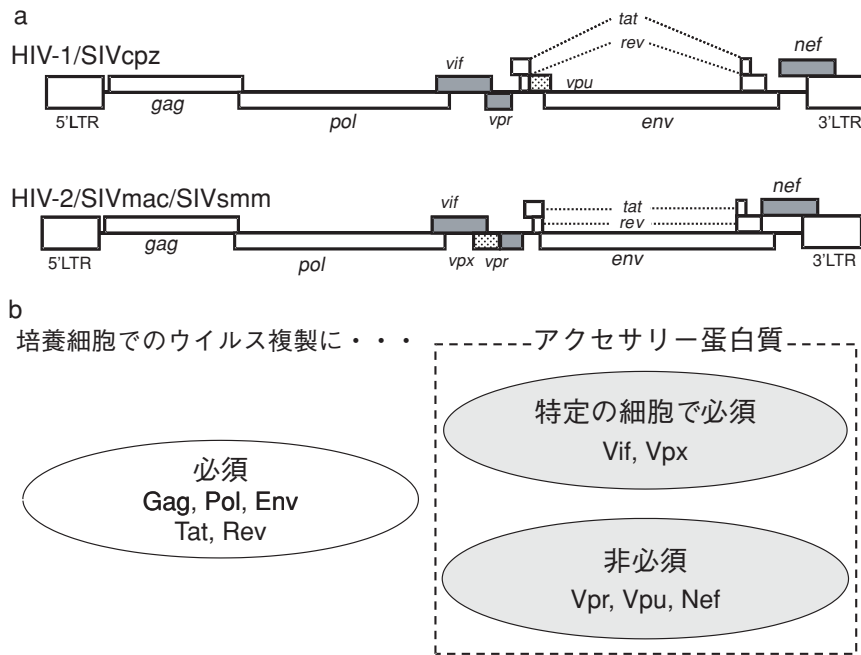 a
HIV-1/SIVcpz
tat
rev
nef
vif
vpu
5'LTR
gag
pol
vpr
env
3'LTR
HIV-2/SIVmac/SIVsmm
vif
tat
rev
nef
5'LTR
gag
pol
vpx
vpr
env
3'LTR
b
培養細胞でのウイルス複製に・・・
アクセサリー蛋白質
特定の細胞で必須
Vif, Vpx
必須
Gag, Pol, Env
Tat, Rev
非必須
Vpr, Vpu, Nef